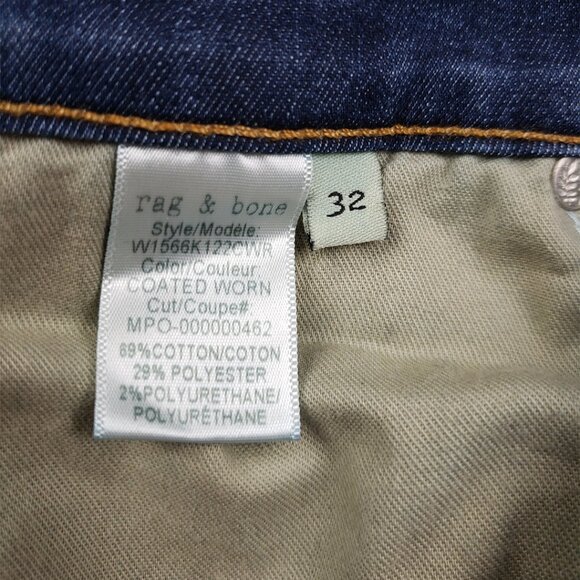 rag & bone
Style/Modèle:
W1566K122CWR
Color/Couleur:
COATED WORN
Cut/Coupe#:
MPO-000000462
69%COTTON/COTON
29% POLYESTER
2%POLYURETHANE/
POLYURÉTHANE
32